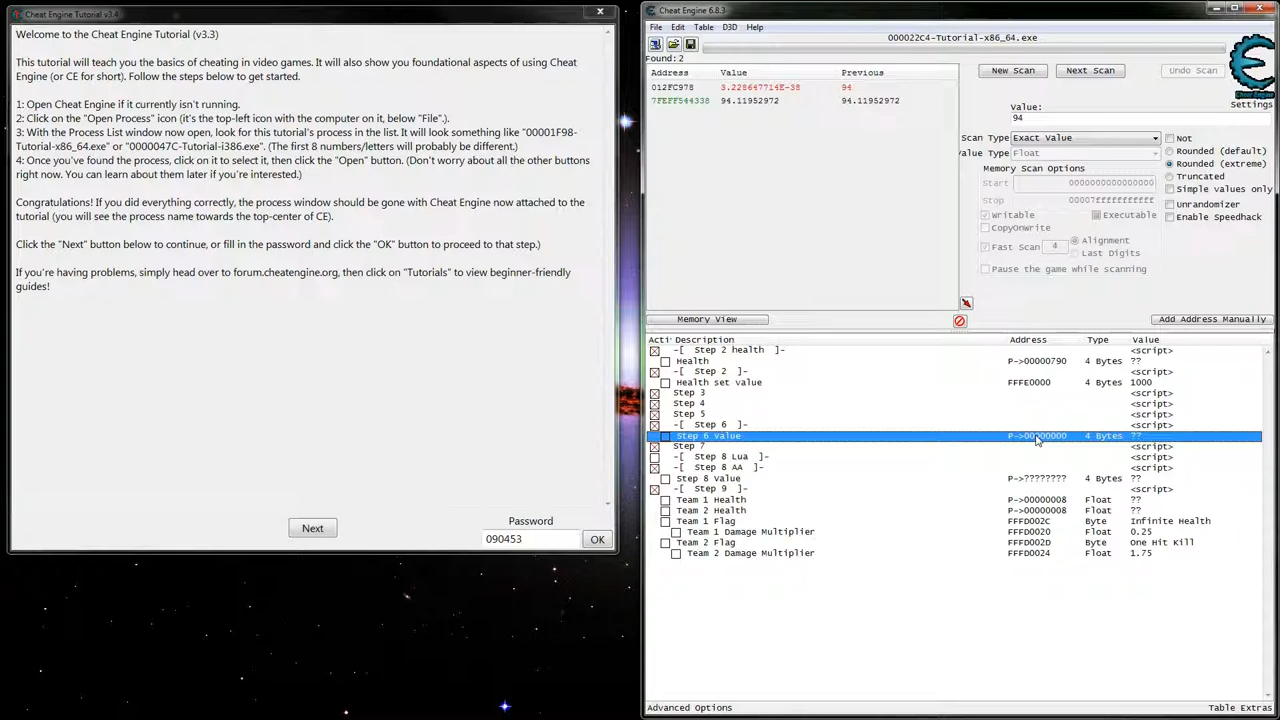 Cheat Engine Tutorial v3.4
Welcome to the Cheat Engine Tutorial (v3.3)
This tutorial will teach you the basics of cheating in video games. It will also show you foundational aspects of using Cheat
Engine (or CE for short). Follow the steps below to get started.
1: Open Cheat Engine if it currently isn't running.
2: Click on the "Open Process" icon (it's the top-left icon with the computer on it, below "File".).
3: With the Process List window now open, look for this tutorial's process in the list. It will look something like "00001F98-
Tutorial-x86_64.exe" or "0000047C-Tutorial-i386.exe". (The first 8 numbers/letters will probably be different.)
4: Once you've found the process, click on it to select it, then click the "Open" button. (Don't worry about all the other buttons
right now. You can learn about them later if you're interested.)
Congratulations! If you did everything correctly, the process window should be gone with Cheat Engine now attached to the
tutorial (you will see the process name towards the top-center of CE).
Click the "Next" button below to continue, or fill in the password and click the "OK" button to proceed to that step.)
If you're having problems, simply head over to forum.cheatengine.org, then click on "Tutorials" to view beginner-friendly
guides!
Next
Password
090453
OK
Cheat Engine 6.8.3
File Edit Table D3D Help
000022C4-Tutorial-x86_64.exe
Found:2
Address Value Previous
012FC978 3.228647714E-38 94
7FEFF544338 94.11952972 94.11952972
New Scan Next Scan Undo Scan
Cheat Engine
Settings
Value:
94
Scan Type Exact Value Not
Value Type Float
Rounded (default)
Rounded (extreme)
Truncated
Simple values only
Memory Scan Options
Start 0000000000000000
Stop 00007fffffffffff
Writable Executable
CopyOnWrite
Unrandomizer
Enable Speedhack
Fast Scan 4 Alignment
Last Digits
Pause the game while scanning
Memory View Add Address Manually
Acti Description Address Type Value
-[ Step 2 health ]- <script>
Health P->00000790 4 Bytes ??
-[ Step 2 ]- <script>
Health set value FFFE0000 4 Bytes 1000
Step 3 <script>
Step 4 <script>
Step 5 <script>
-[ Step 6 ]- <script>
Step 6 Value P->00000000 4 Bytes ??
Step 7 <script>
-[ Step 8 Lua ]- <script>
-[ Step 8 AA ]- <script>
Step 8 Value P->???????? 4 Bytes ??
-[ Step 9 ]- <script>
Team 1 Health P->00000008 Float ??
Team 2 Health P->00000008 Float ??
Team 1 Flag FFFD002C Byte Infinite Health
Team 1 Damage Multiplier FFFD0020 Float 0.25
Team 2 Flag FFFD002D Byte One Hit Kill
Team 2 Damage Multiplier FFFD0024 Float 1.75
Advanced Options Table Extras